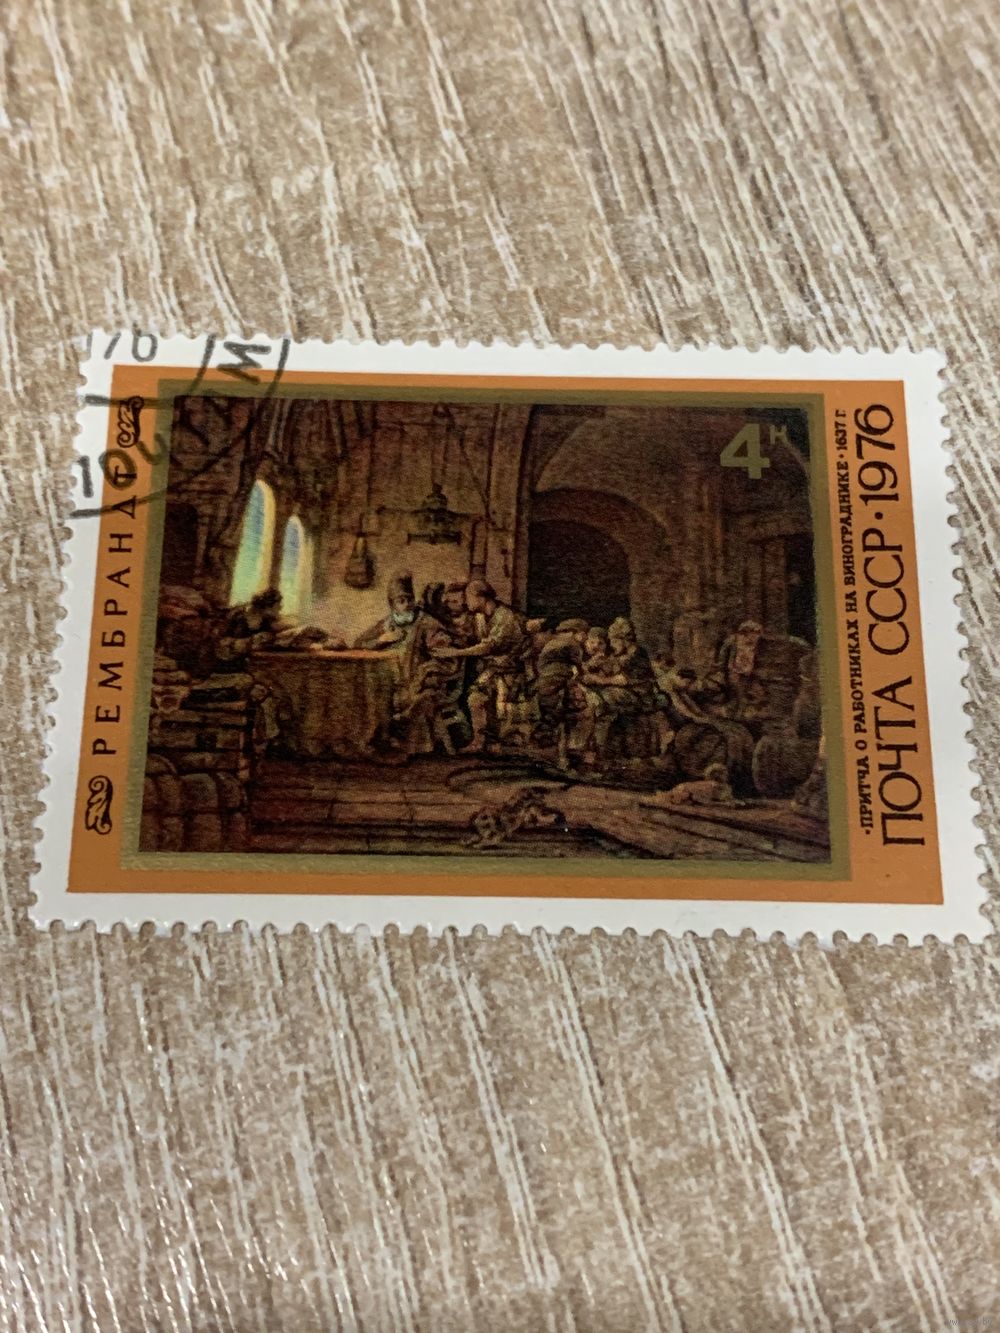 РЕМБРАНДТ
4к
•ПРИТЧА О РАБОТНИКАХ НА ВИНОГРАДНИКЕ•1637 г.
ПОЧТА СССР•1976